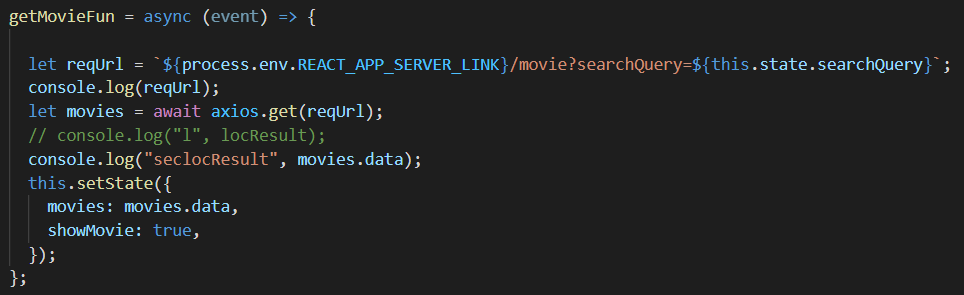 getMovieFun = async (event) => {
let reqUrl = `${process.env.REACT_APP_SERVER_LINK}/movie?searchQuery=${this.state.searchQuery}`;
console.log(reqUrl);
let movies = await axios.get(reqUrl);
// console.log("l", locResult);
console.log("seclocResult", movies.data);
this.setState({
movies: movies.data,
showMovie: true,
});
};